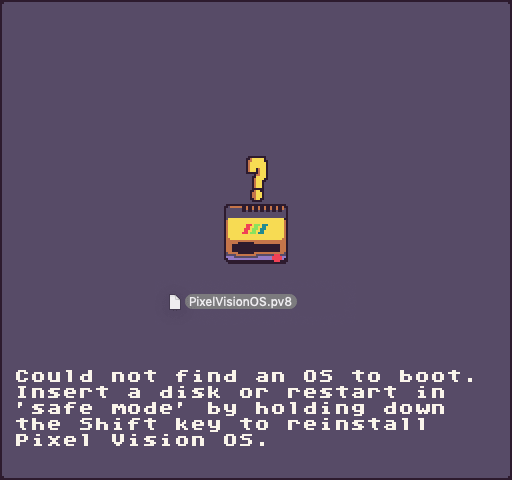 ?
PixelVisionOS.pv8
Could not find an OS to boot.
Insert a disk or restart in
'safe mode' by holding down
the Shift key to reinstall
Pixel Vision OS.